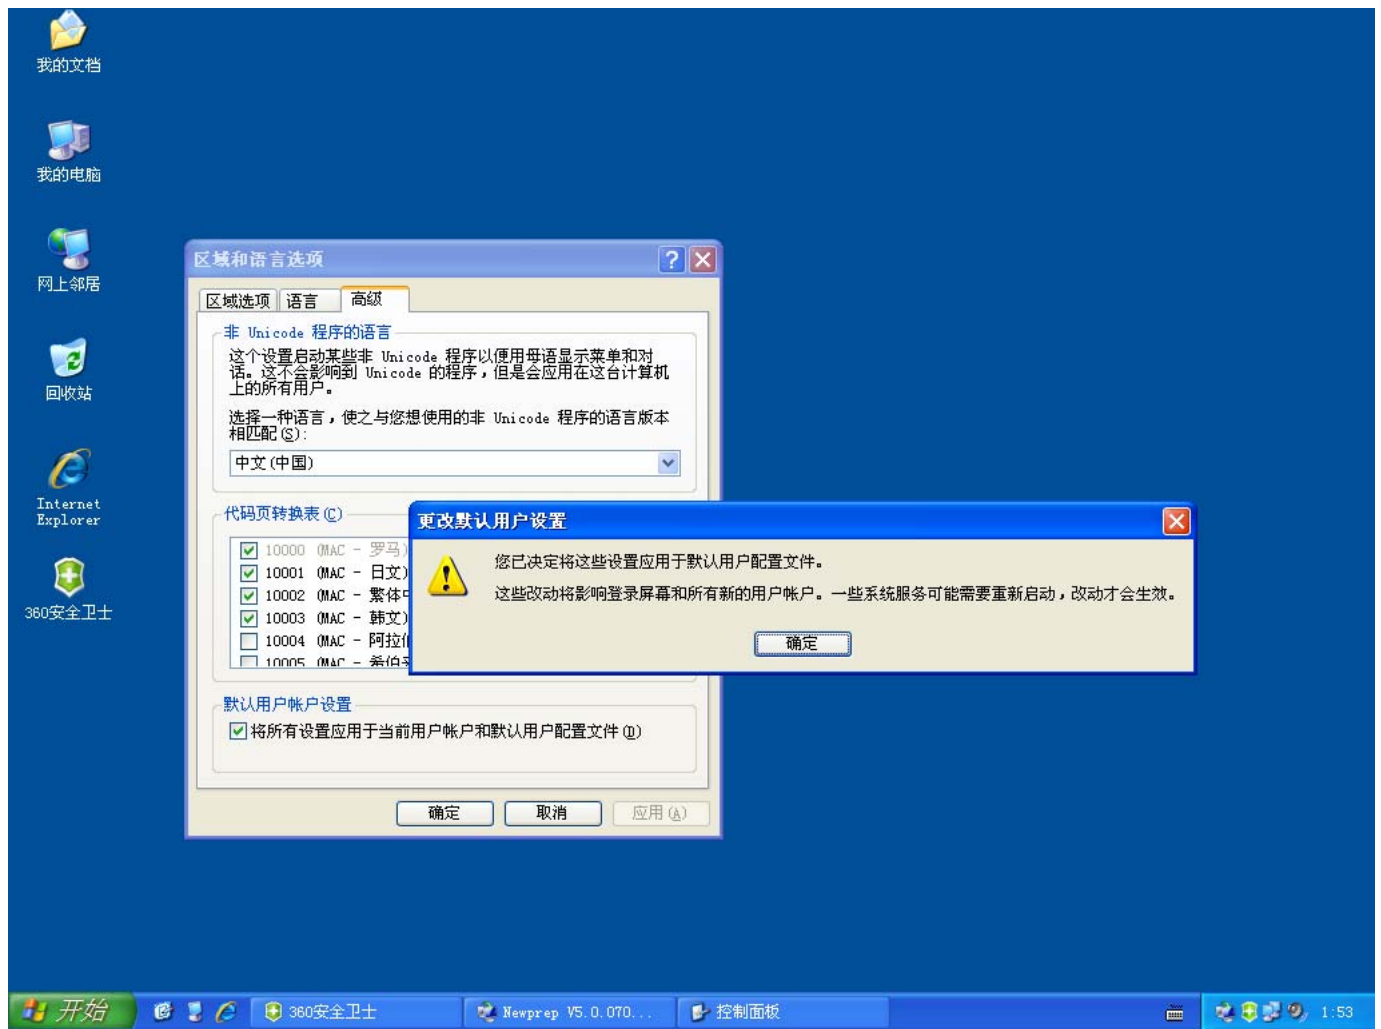 我的文档
我的电脑
网上邻居
回收站
Internet
Explorer
360安全卫士
区域和语言选项
区域选项
语言
高级
非 Unicode 程序的语言
这个设置启动某些非 Unicode 程序以便用母语显示菜单和对
话。这不会影响到 Unicode 的程序，但是会应用在这台计算机
上的所有用户。
选择一种语言，使之与您想使用的非 Unicode 程序的语言版本
相匹配(S):
中文(中国)
代码页转换表(C)
10000 (MAC - 罗马)
10001 (MAC - 日文)
10002 (MAC - 繁体
10003 (MAC - 韩文)
10004 (MAC - 阿拉
10005 (MAC - 希伯
更改默认用户设置
您已决定将这些设置应用于默认用户配置文件。
这些改动将影响登录屏幕和所有新的用户帐户。一些系统服务可能需要重新启动，改动才会生效。
确定
默认用户帐户设置
将所有设置应用于当前用户帐户和默认用户配置文件(D)
确定
取消
应用(A)
开始
360安全卫士
Newprep V5.0.070...
控制面板
1:53